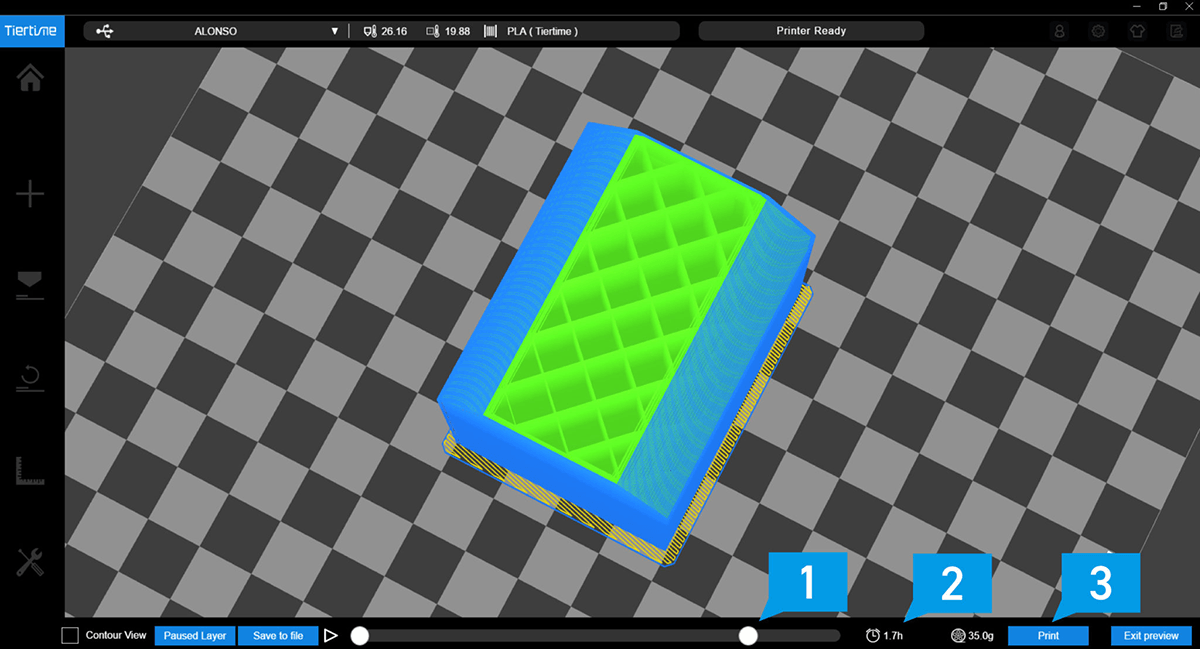 Tiertime
ALONSO
26.16
19.88
PLA ( Tiertime )
Printer Ready
1
2
3
Contour View
Paused Layer
Save to file
1.7h
35.0g
Print
Exit preview